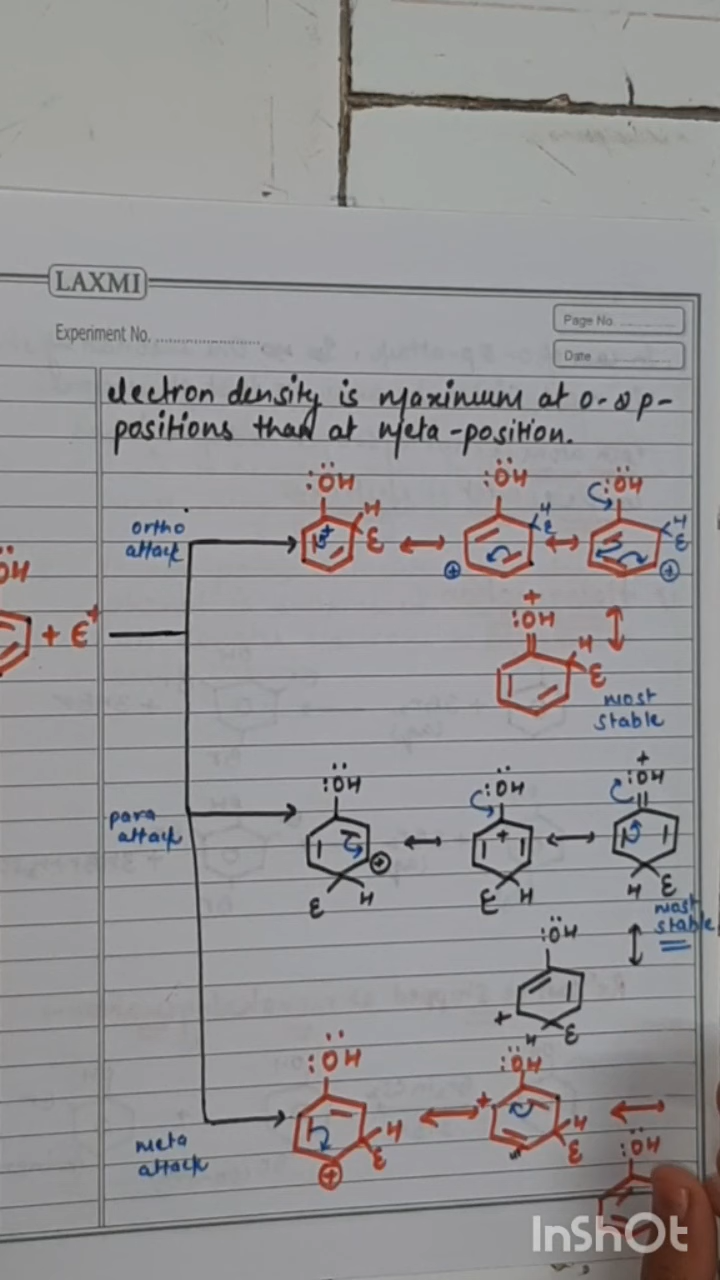 LAXMI
Experiment No.
Page No.
Date
electron density is maximum at o- & p-
positions than at meta-position.
:ÖH
:ÖH
:ÖH
ortho
attack
H
E
H
E
H
E
+
+
ÖH
+ E+
+
:OH
H
E
most
stable
:ÖH
:ÖH
+
:OH
para
attack
+
+
E H
E H
H E
most
stable
:ÖH
+
H E
:ÖH
:ÖH
meta
attack
+
H
E
+
H
E
:ÖH
InShOt